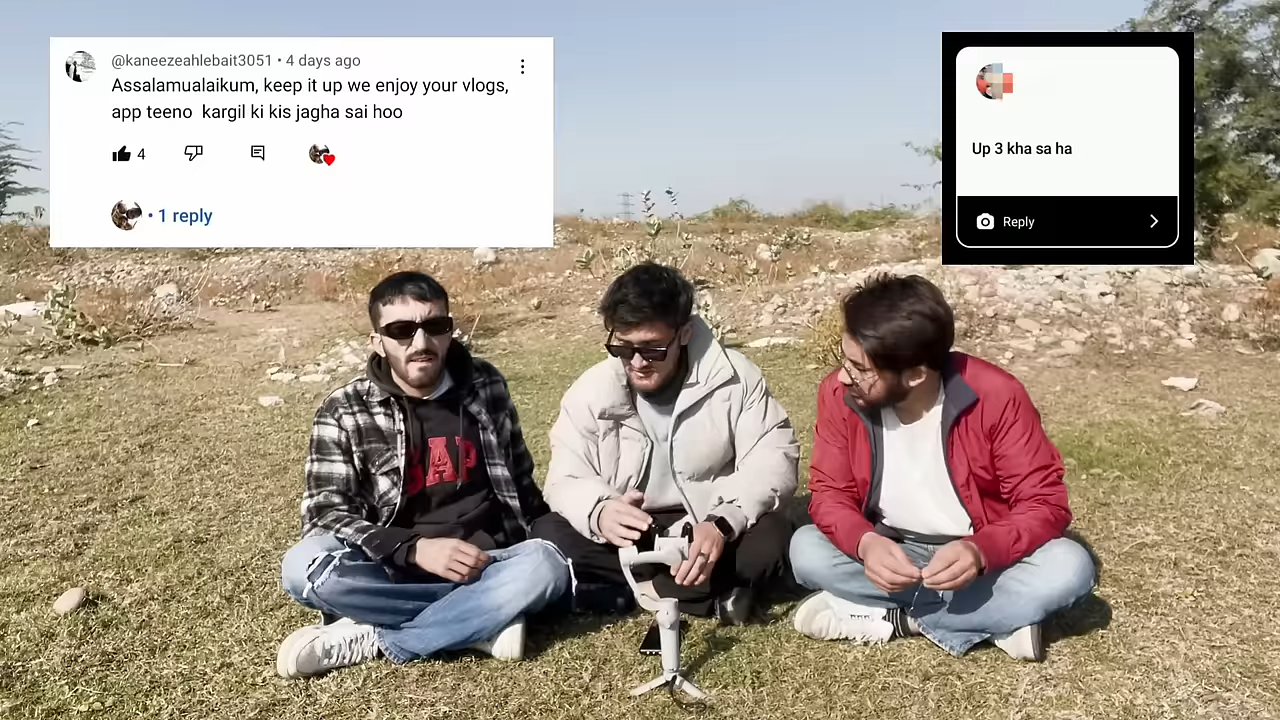 @kaneezeahlebait3051 • 4 days ago
Assalamualaikum, keep it up we enjoy your vlogs,
app teeno kargil ki kis jagha sai hoo
4
• 1 reply
Up 3 kha sa ha
Reply
GAP